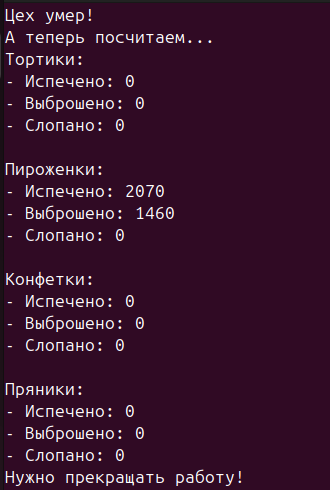 Цех умер!
А теперь посчитаем...
Тортики:
- Испечено: 0
- Выброшено: 0
- Слопано: 0
Пироженки:
- Испечено: 2070
- Выброшено: 1460
- Слопано: 0
Конфетки:
- Испечено: 0
- Выброшено: 0
- Слопано: 0
Пряники:
- Испечено: 0
- Выброшено: 0
- Слопано: 0
Нужно прекращать работу!